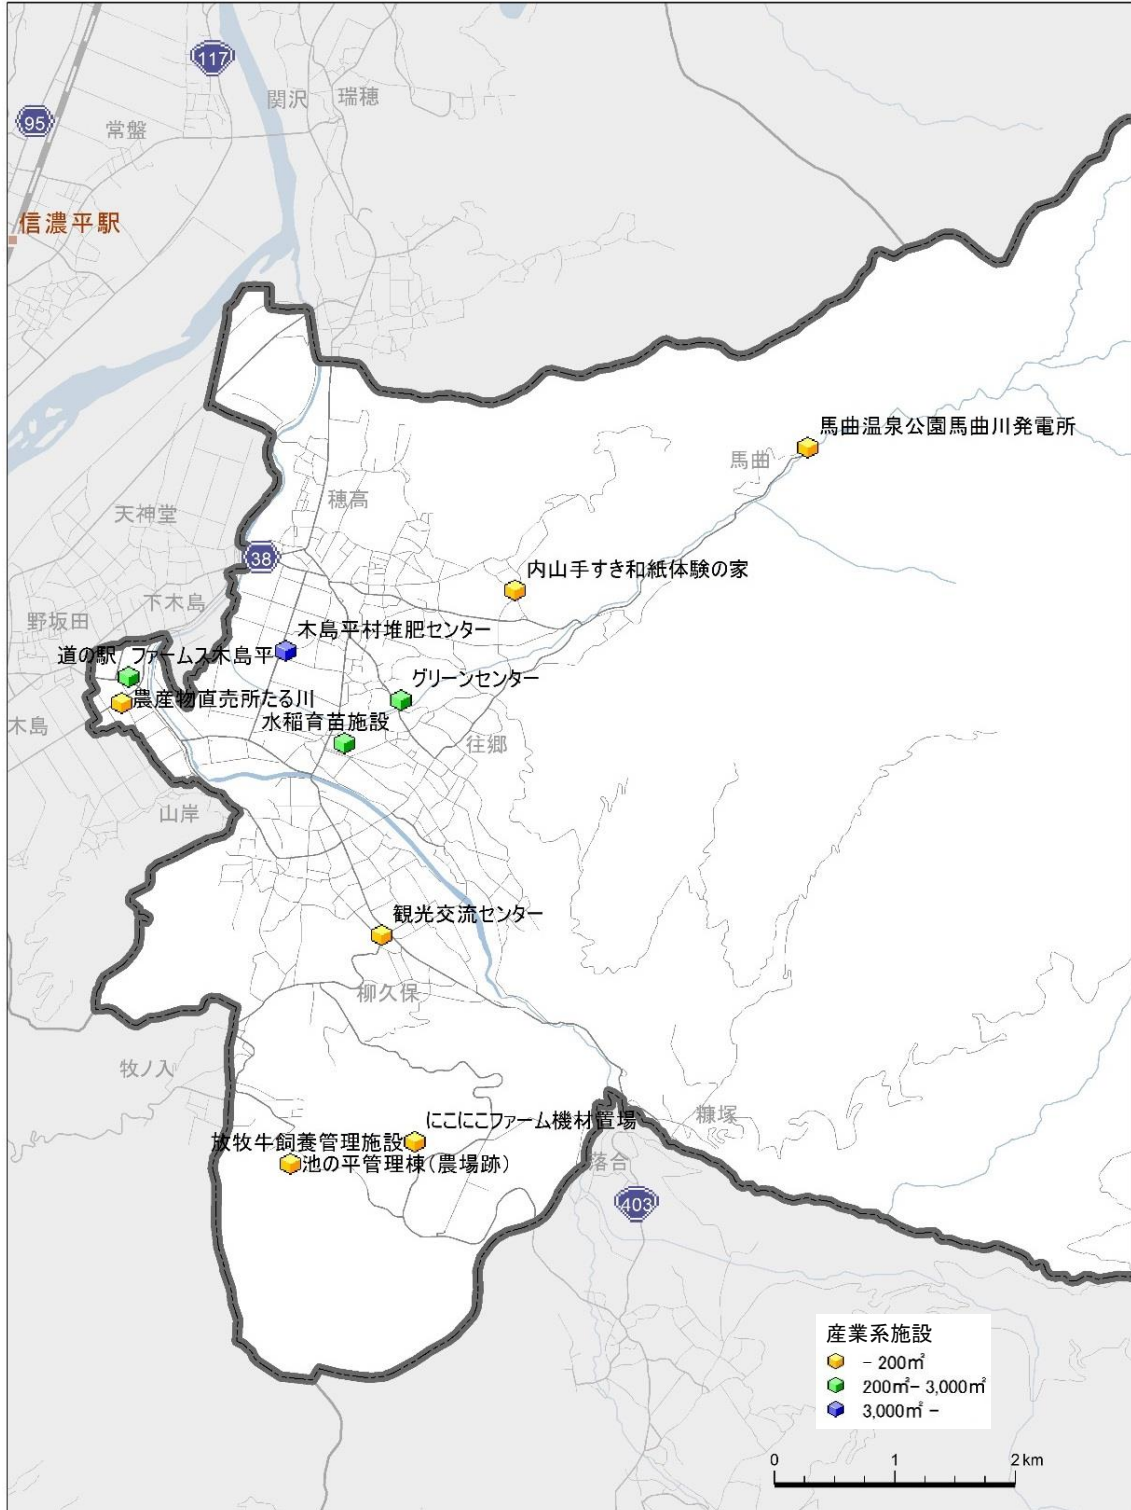 117
関沢
瑞穂
95
常盤
信濃平駅
馬曲温泉公園馬曲川発電所
馬曲
穂高
天神堂
38
内山手すき和紙体験の家
下木島
野坂田
木島平村堆肥センター
道の駅 ファームス木島平
グリーンセンター
農産物直売所たる川
木島
水稲育苗施設
往郷
山岸
観光交流センター
柳久保
牧ノ入
にこにこファーム機材置場
糠塚
放牧牛飼養管理施設
池の平管理棟(農場跡)
落合
403
産業系施設
- 200㎡
200㎡- 3,000㎡
3,000㎡ -
0 1 2 km